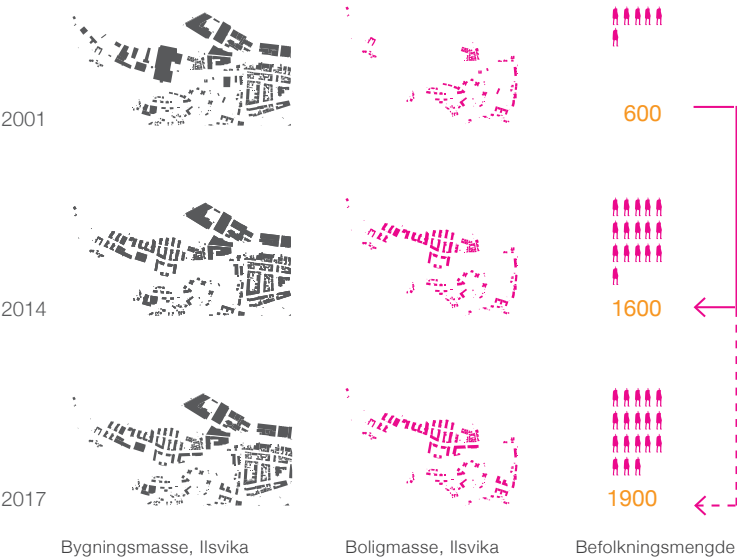 2001
600
2014
1600
2017
1900
Bygningsmasse, Ilsvika
Boligmasse, Ilsvika
Befolkningsmengde